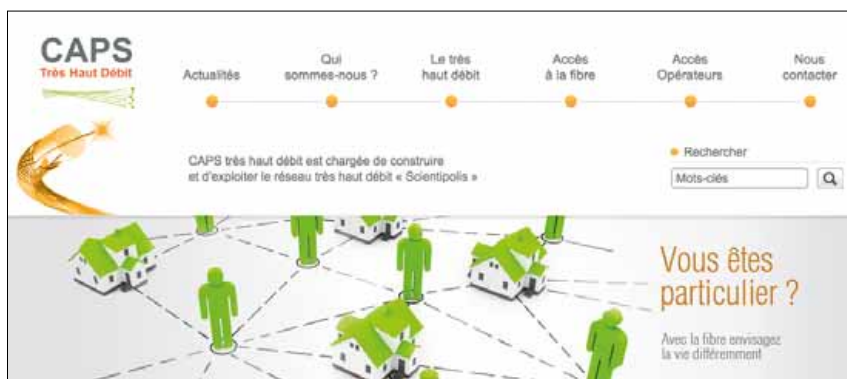 CAPS
Très Haut Débit
Actualités
Qui
sommes-nous ?
Le très
haut débit
Accès
à la fibre
Accès
Opérateurs
Nous
contacter
CAPS très haut débit est chargée de construire
et d'exploiter le réseau très haut débit « Scientipolis »
Rechercher
Mots-clés
Vous êtes
particulier ?
Avec la fibre envisagez
la vie différemment